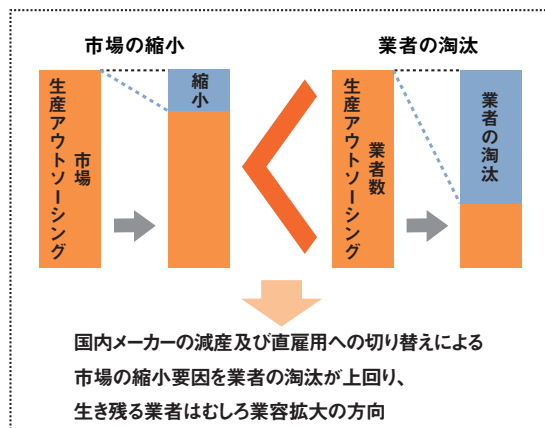 市場の縮小
業者の淘汰
生産アウトソーシング
市場
縮小
生産アウトソーシング
業者数
業者の淘汰
国内メーカーの減産及び直雇用への切り替えによる
市場の縮小要因を業者の淘汰が上回り、
生き残る業者はむしろ業容拡大の方向